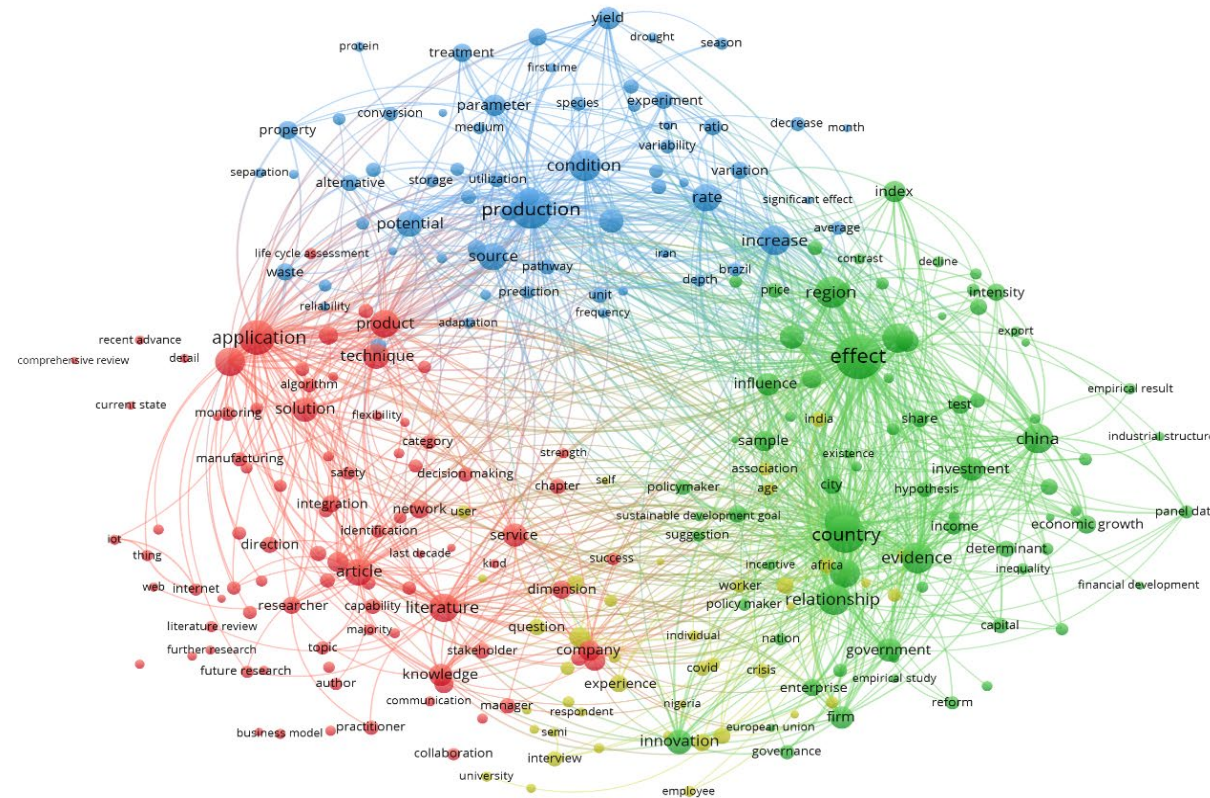 yield
drought
season
protein
treatment
first time
parameter
species
experiment
conversion
medium
ton
ratio
decrease
month
property
variability
condition
separation
alternative
storage
utilization
variation
index
rate
significant effect
production
potential
average
increase
life cycle assessment
source
iran
contrast
decline
waste
pathway
depth
brazil
prediction
unit
price
region
intensity
reliability
frequency
product
adaptation
export
application
recent advance
technique
effect
comprehensive review
detail
algorithm
influence
empirical result
current state
monitoring
solution
flexibility
india
share
test
category
sample
china
industrial structure
manufacturing
strength
existence
safety
decision making
association
investment
chapter
self
policymaker
age
city
hypothesis
integration
network
user
sustainable development goal
income
economic growth
panel dat
identification
service
suggestion
country
iot
direction
last decade
determinant
thing
kind
success
incentive
africa
evidence
inequality
article
web
internet
dimension
worker
financial development
researcher
capability
literature
policy maker
relationship
literature review
majority
question
individual
nation
capital
further research
topic
stakeholder
company
government
future research
knowledge
covid
crisis
empirical study
author
experience
enterprise
communication
manager
respondent
nigeria
reform
business model
practitioner
semi
european union
firm
innovation
collaboration
interview
governance
university
employee